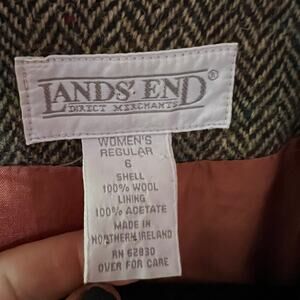 LANDS' END®
DIRECT MERCHANTS
WOMEN'S
REGULAR
6
SHELL
100% WOOL
LINING
100% ACETATE
MADE IN
NORTHERN IRELAND
RN 62830
OVER FOR CARE